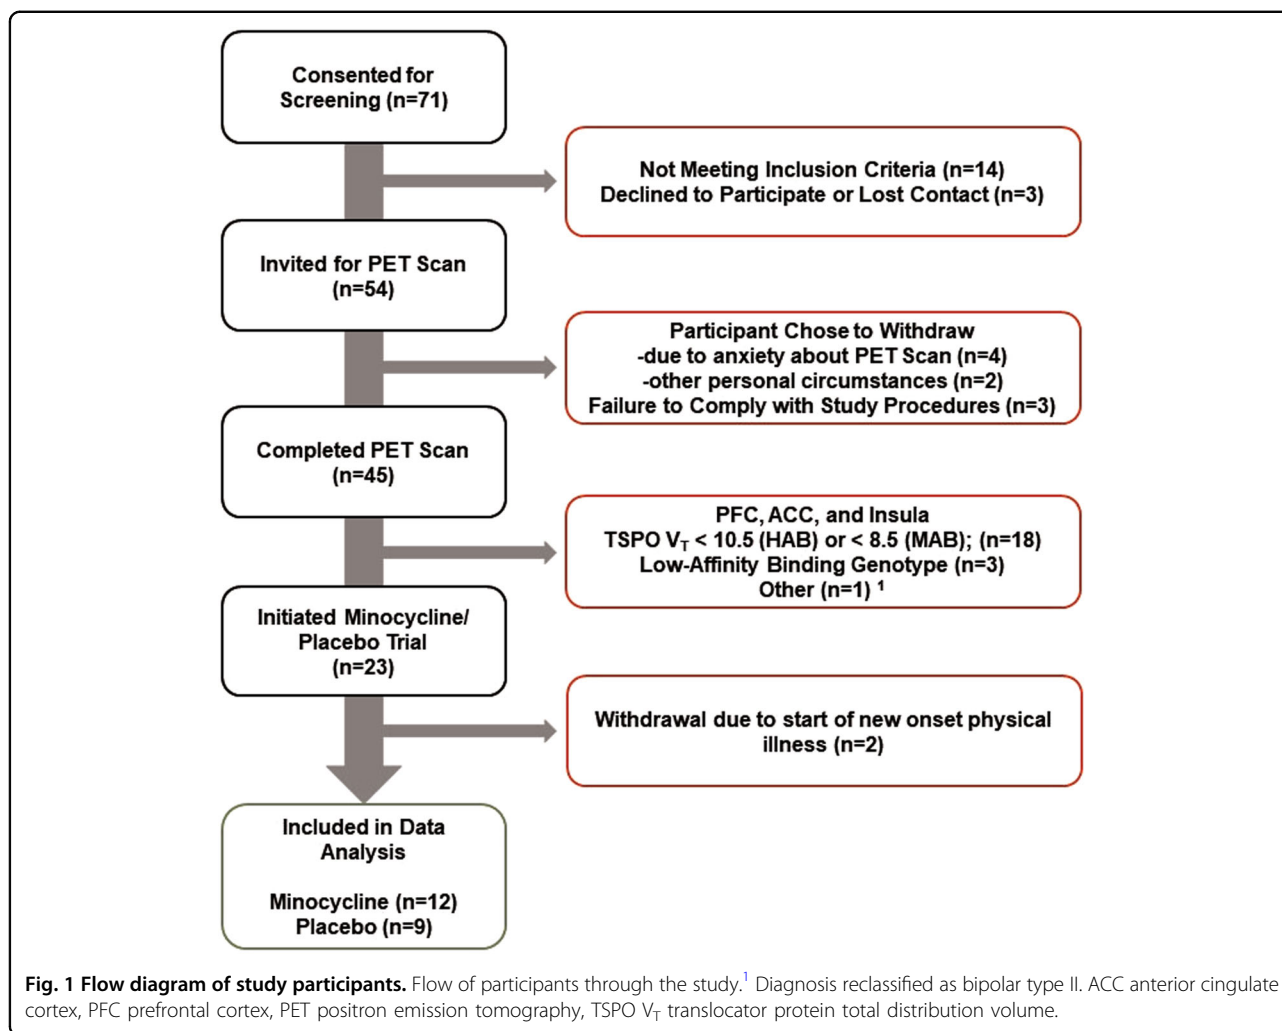 Consented for
Screening (n=71)
Not Meeting Inclusion Criteria (n=14)
Declined to Participate or Lost Contact (n=3)
Invited for PET Scan
(n=54)
Participant Chose to Withdraw
-due to anxiety about PET Scan (n=4)
-other personal circumstances (n=2)
Failure to Comply with Study Procedures (n=3)
Completed PET Scan
(n=45)
PFC, ACC, and Insula
TSPO VT < 10.5 (HAB) or < 8.5 (MAB); (n=18)
Low-Affinity Binding Genotype (n=3)
Other (n=1) 1
Initiated Minocycline/
Placebo Trial
(n=23)
Withdrawal due to start of new onset physical
illness (n=2)
Included in Data
Analysis
Minocycline (n=12)
Placebo (n=9)
Fig. 1 Flow diagram of study participants. Flow of participants through the study.1 Diagnosis reclassified as bipolar type II. ACC anterior cingulate
cortex, PFC prefrontal cortex, PET positron emission tomography, TSPO VT translocator protein total distribution volume.